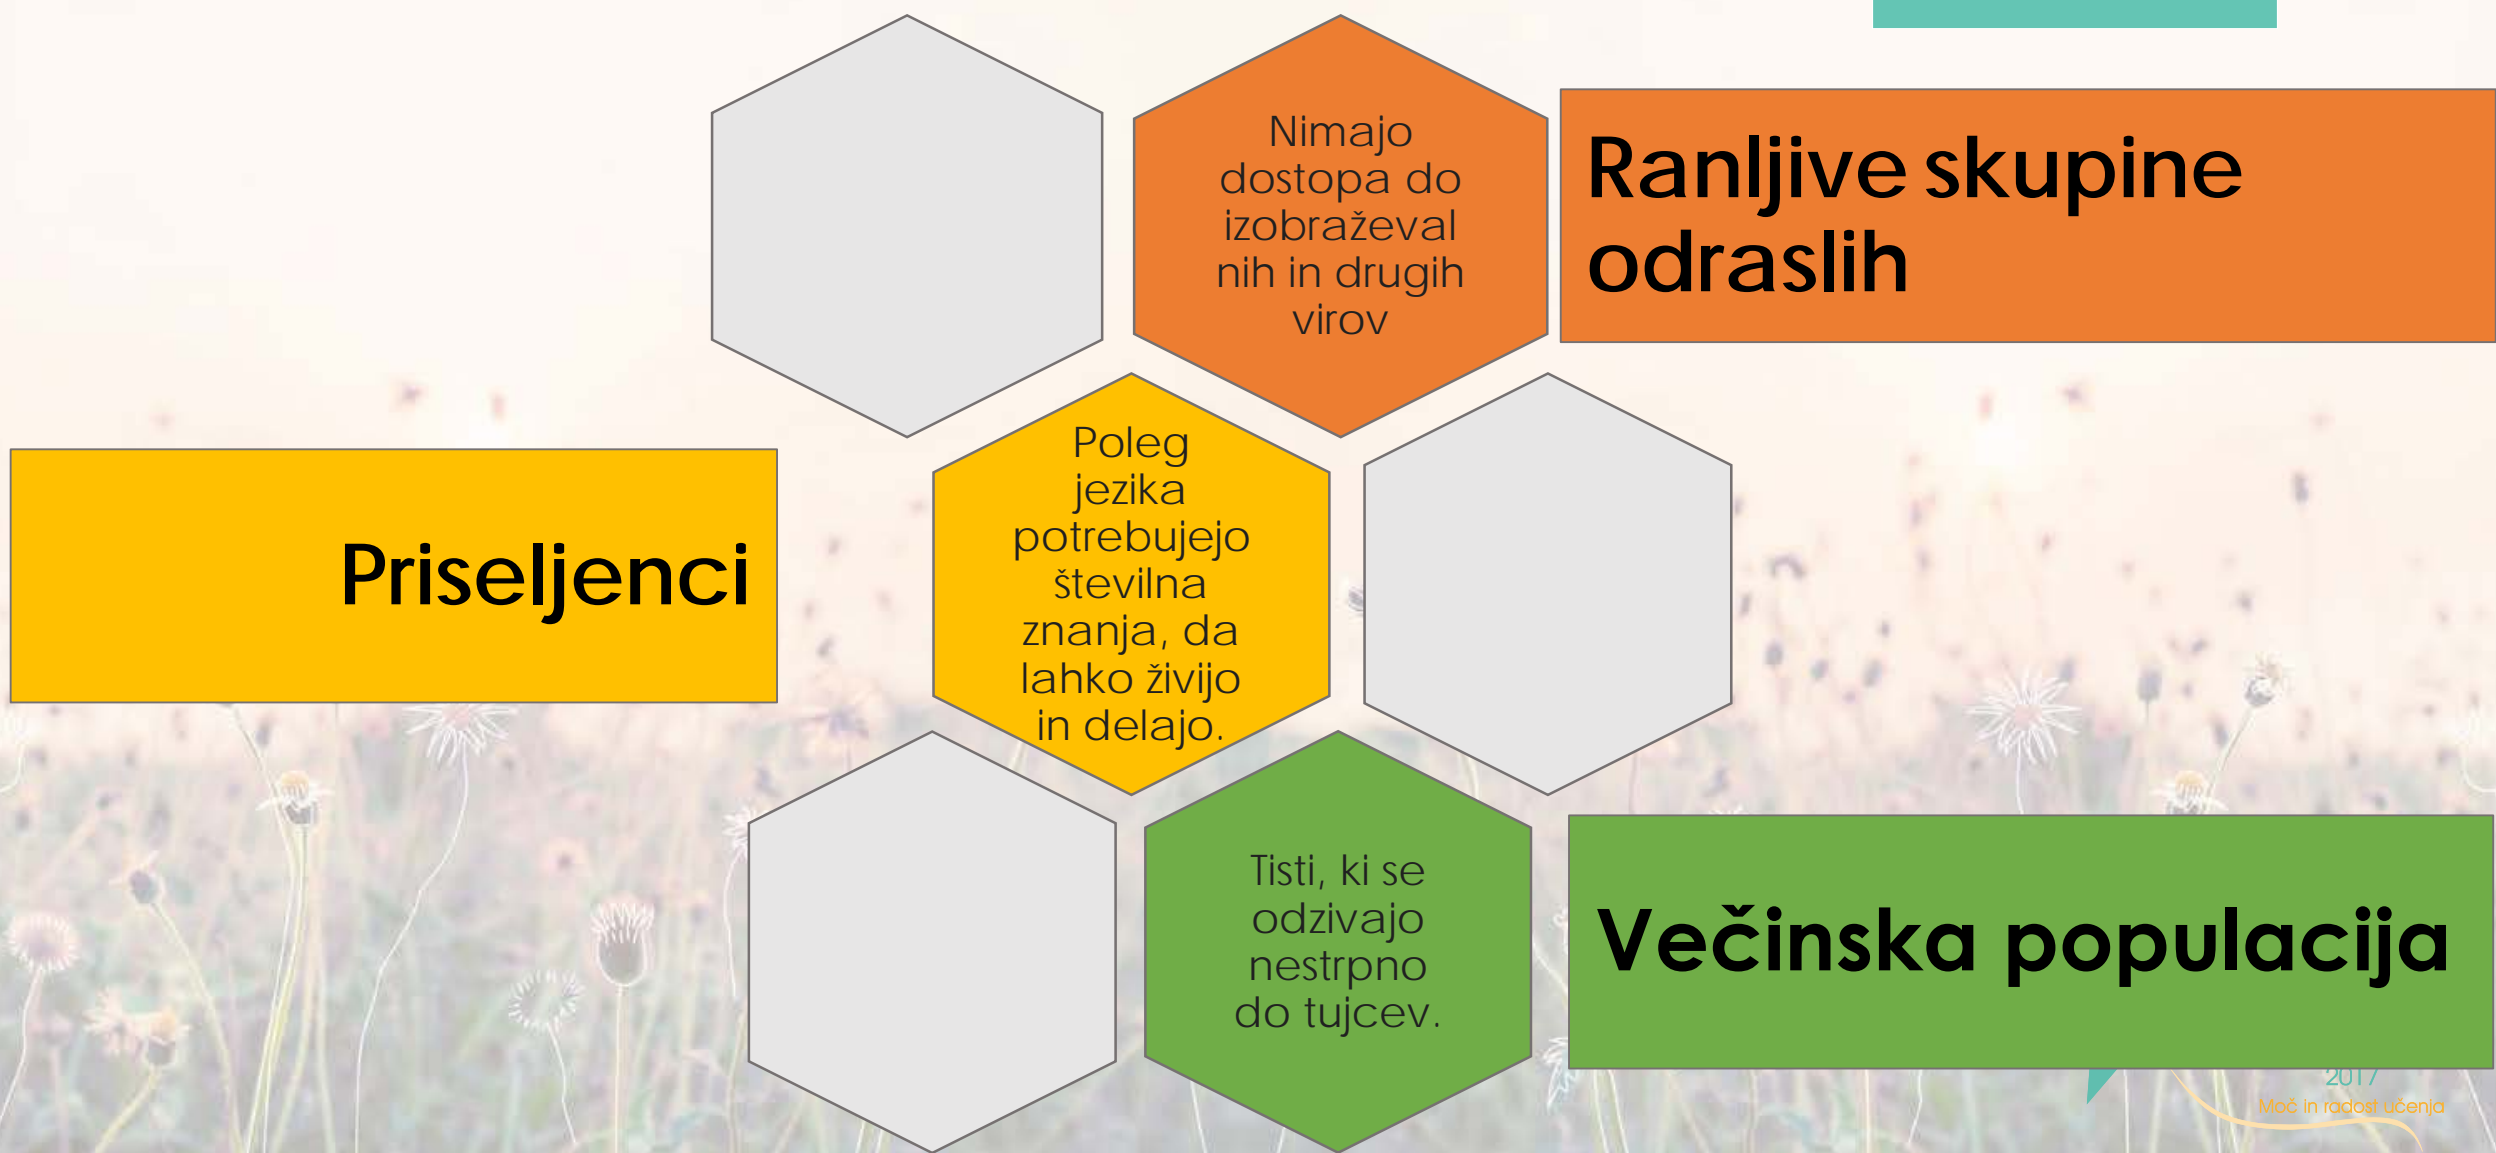 Nimajo
dostopa do
izobraževal
nih in drugih
virov
Ranljive skupine
odraslih
Priseljenci
Poleg
jezika
potrebujejo
številna
znanja, da
lahko živijo
in delajo.
Tisti, ki se
odzivajo
nestrpno
do tujcev.
Večinska populacija
2017
Moč in radost učenja